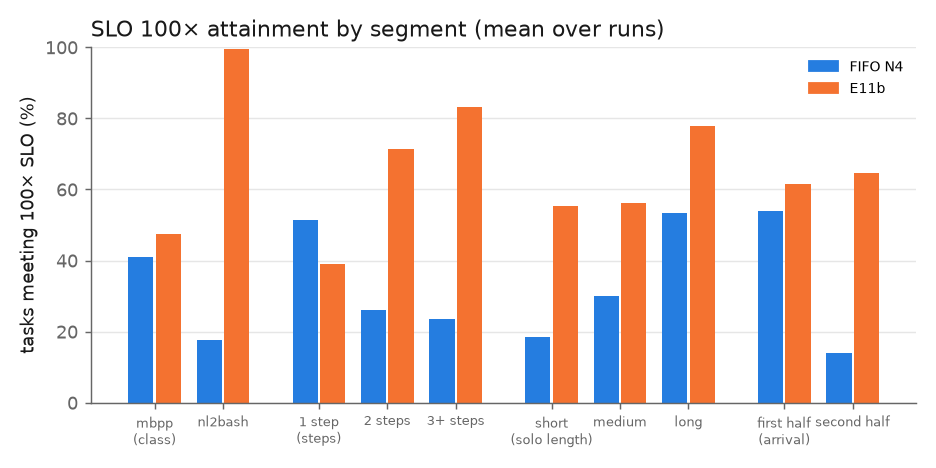 SLO 100× attainment by segment (mean over runs)
tasks meeting 100× SLO (%)
100
80
60
40
20
0
FIFO N4
E11b
mbpp
(class)
nl2bash
1 step
(steps)
2 steps
3+ steps
short
(solo length)
medium
long
first half
(arrival)
second half